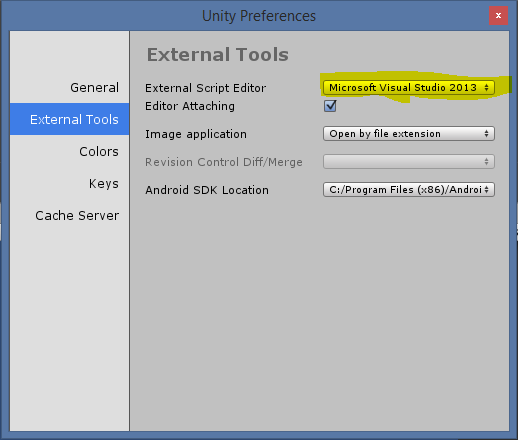 Unity Preferences
x
External Tools
General
External Tools
Colors
Keys
Cache Server
External Script Editor
Microsoft Visual Studio 2013
Editor Attaching
Image application
Open by file extension
Revision Control Diff/Merge
Android SDK Location
C:/Program Files (x86)/Androi